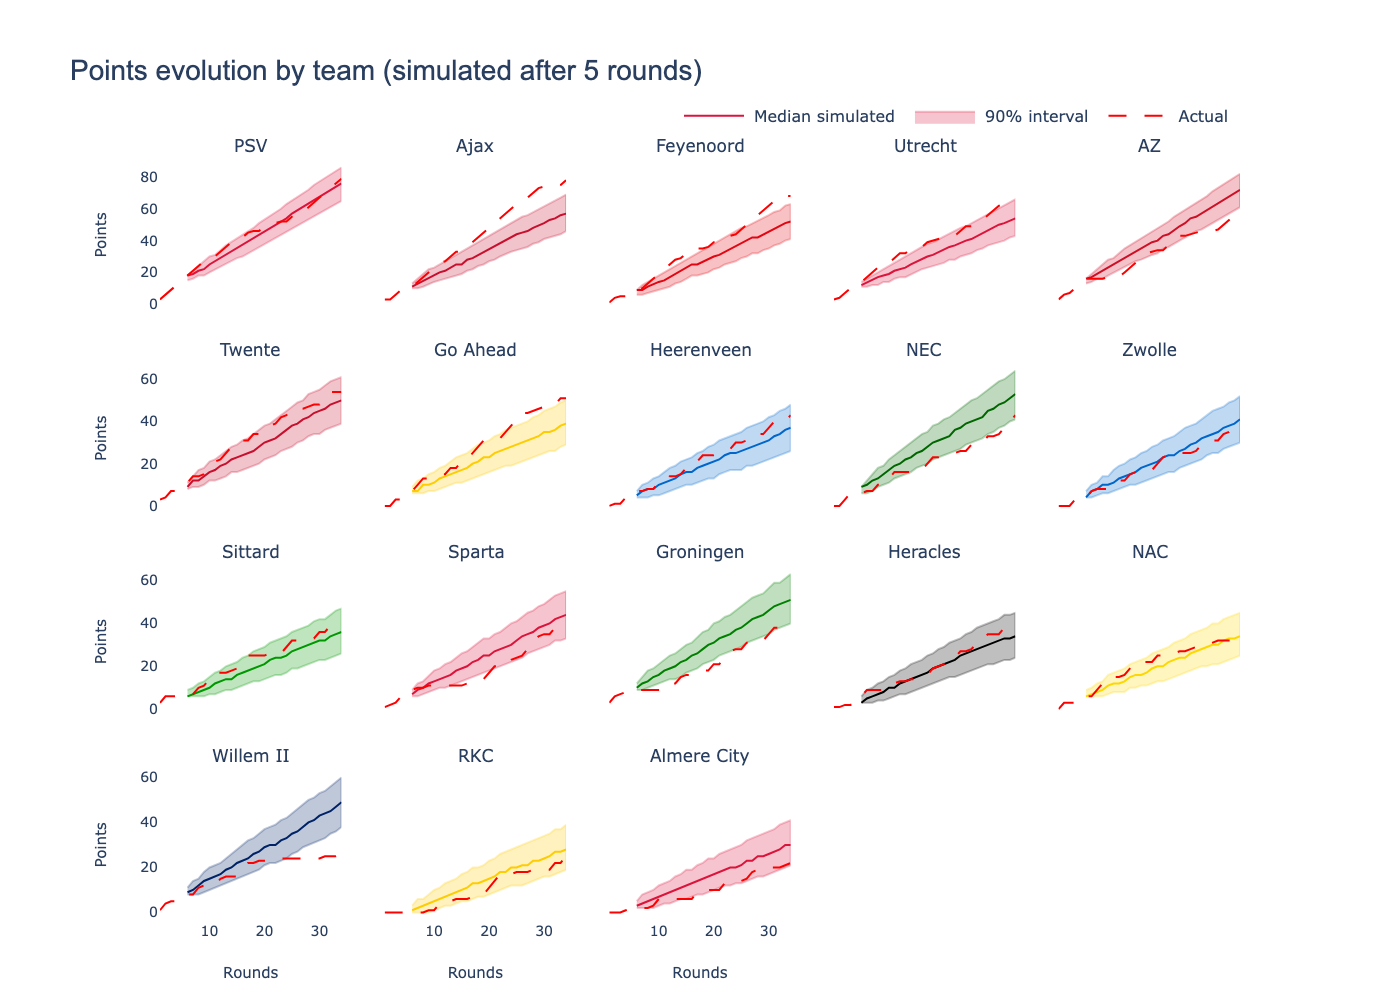 Points evolution by team (simulated after 5 rounds)
Median simulated 90% interval Actual
PSV Ajax Feyenoord Utrecht AZ
80
60
40
20
0
Points
Twente Go Ahead Heerenveen NEC Zwolle
60
40
20
0
Points
Sittard Sparta Groningen Heracles NAC
60
40
20
0
Points
Willem II RKC Almere City
60
40
20
0
Points
10 20 30 10 20 30 10 20 30
Rounds Rounds Rounds